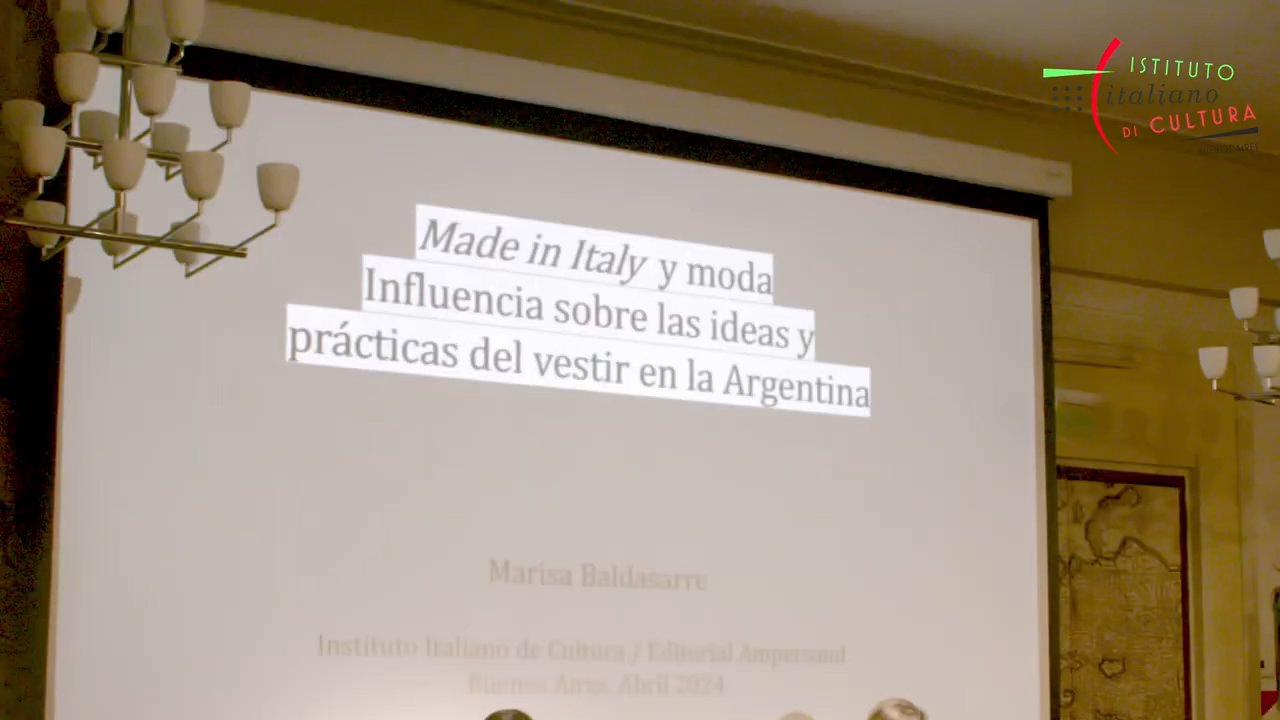 Made in Italy y moda
Influencia sobre las ideas y
prácticas del vestir en la Argentina
Marisa Baldasarre
Instituto Italiano de Cultura / Editorial Ampersand
Buenos Aires, Abril 2024
ISTITUTO
italiano
DI CULTURA